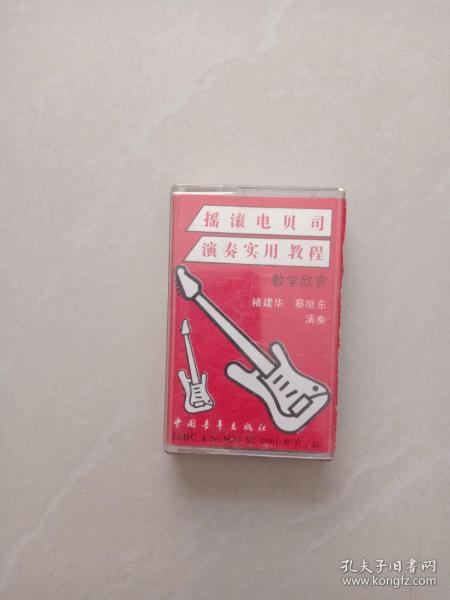 摇滚电贝司
演奏实用教程
教学欣赏
褚建华 蔡继东
演奏
中国青年出版社
孔夫子旧书网
www.kongfz.com